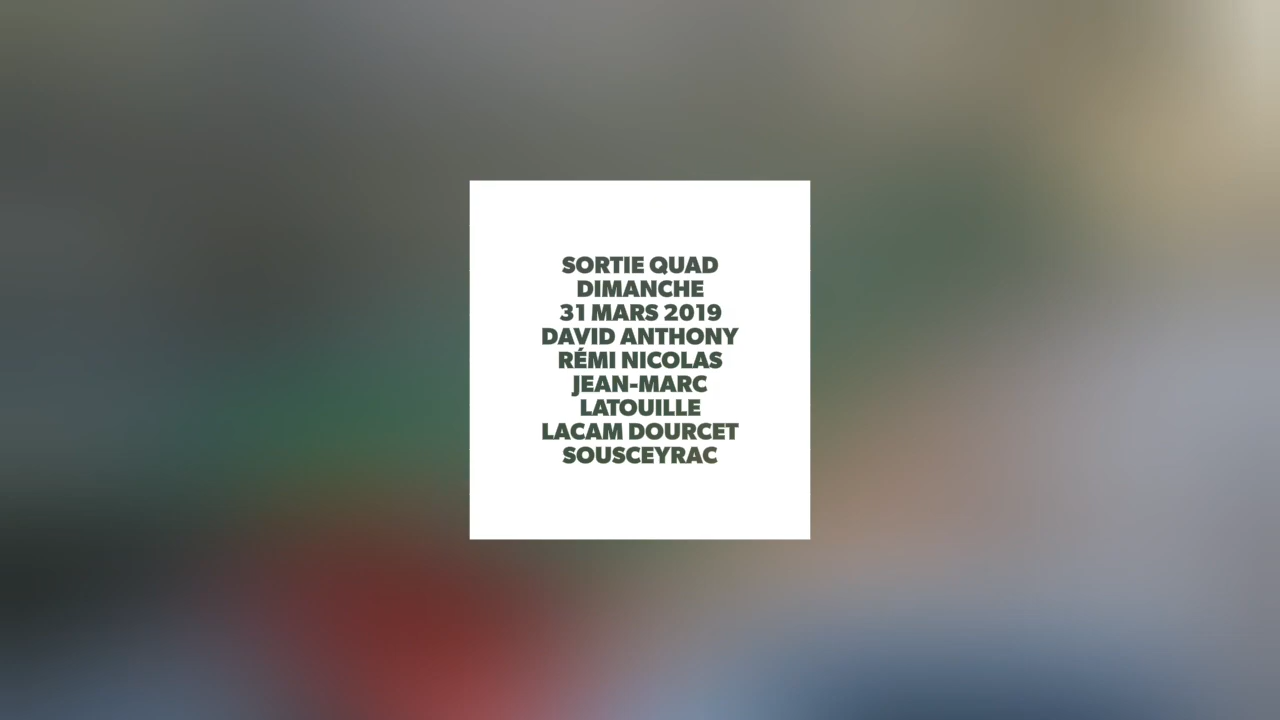 SORTIE QUAD
DIMANCHE
31 MARS 2019
DAVID ANTHONY
RÉMI NICOLAS
JEAN-MARC
LATOUILLE
LACAM DOURCET
SOUSCEYRAC